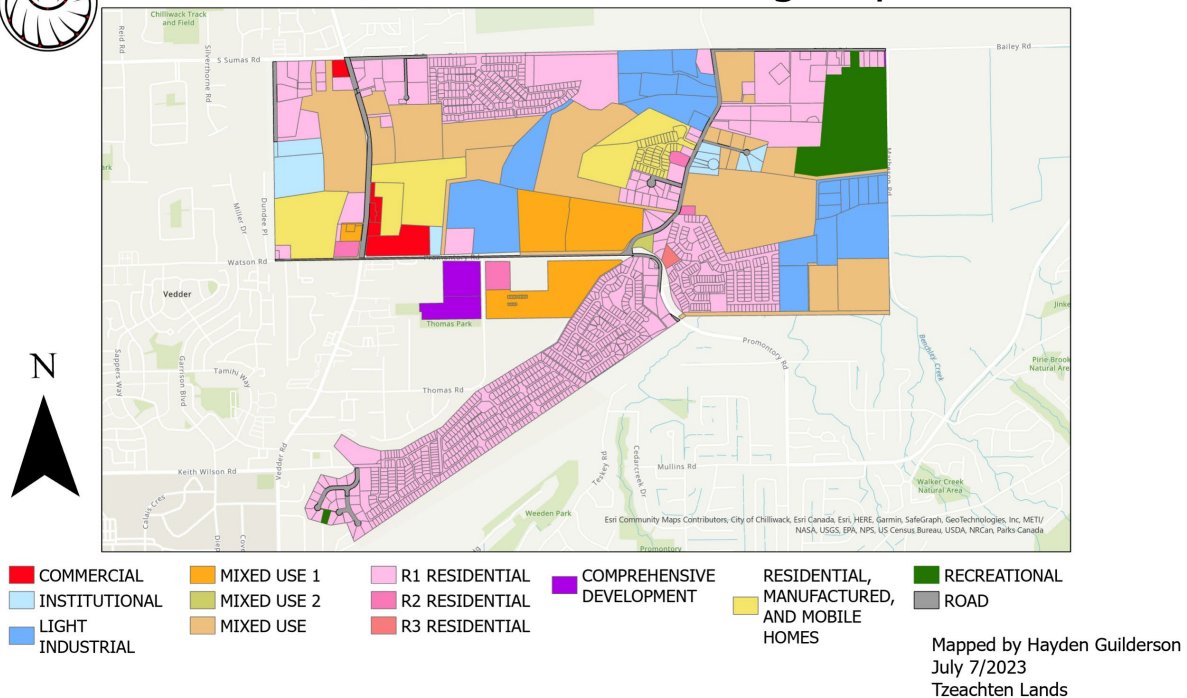 Chilliwack Track
and Field
Reid Rd
Silverthorne Rd
S Sumas Rd
Bailey Rd
Miller Dr
Dundee Pl
Watson Rd
Vedder
Thomas Park
Promontory Rd
Bench​ley Creek
Pirie Brook
Natural Area
Sappers Way
Garrison Blvd
Tamihi Way
Thomas Rd
Vedder Rd
Keith Wilson Rd
Calais Cres
Teskey Rd
Cedarcreek Dr
Mullins Rd
Walker Creek
Natural Area
Weeden Park
Promontory
Esri Community Maps Contributors, City of Chilliwack, Esri Canada, Esri, HERE, Garmin, SafeGraph, GeoTechnologies, Inc, METI/
NASA, USGS, EPA, NPS, US Census Bureau, USDA, NRCan, Parks Canada
N
COMMERCIAL
INSTITUTIONAL
LIGHT
INDUSTRIAL
MIXED USE 1
MIXED USE 2
MIXED USE
R1 RESIDENTIAL
R2 RESIDENTIAL
R3 RESIDENTIAL
COMPREHENSIVE
DEVELOPMENT
RESIDENTIAL,
MANUFACTURED,
AND MOBILE
HOMES
RECREATIONAL
ROAD
Mapped by Hayden Guilderson
July 7/2023
Tzeachten Lands